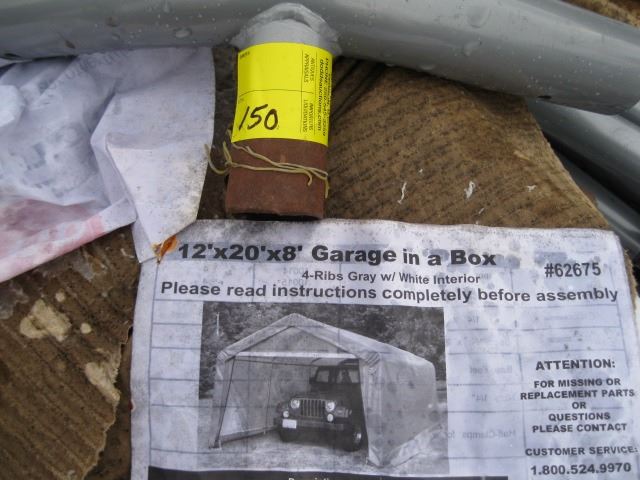 150
12'x20'x8' Garage in a Box
4-Ribs Gray w/ White Interior
#62675
Please read instructions completely before assembly
ATTENTION:
FOR MISSING OR
REPLACEMENT PARTS
OR
QUESTIONS
PLEASE CONTACT
CUSTOMER SERVICE:
1.800.524.9970